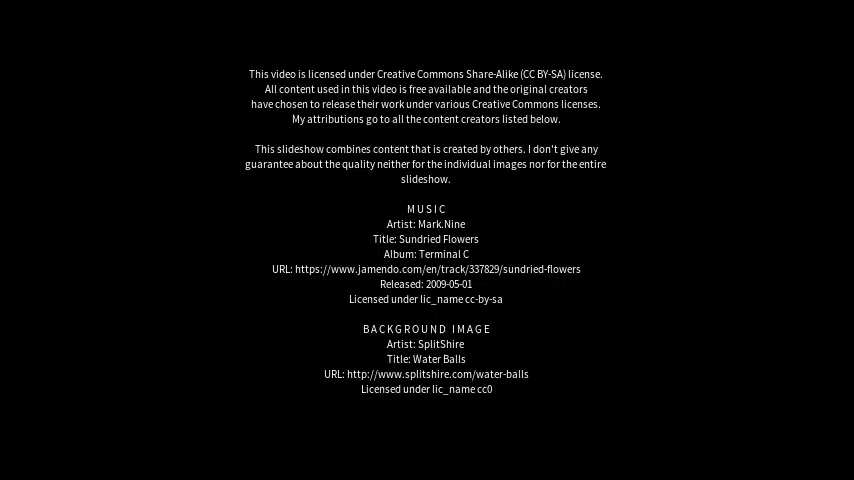 This video is licensed under Creative Commons Share-Alike (CC BY-SA) license.
All content used in this video is free available and the original creators
have chosen to release their work under various Creative Commons licenses.
My attributions go to all the content creators listed below.
This slideshow combines content that is created by others. I don't give any
guarantee about the quality neither for the individual images nor for the entire
slideshow.
MUSIC
Artist: Mark.Nine
Title: Sundried Flowers
Album: Terminal C
URL: https://www.jamendo.com/en/track/337829/sundried-flowers
Released: 2009-05-01
Licensed under lic_name cc-by-sa
BACKGROUND IMAGE
Artist: SplitShire
Title: Water Balls
URL: http://www.splitshire.com/water-balls
Licensed under lic_name cc0